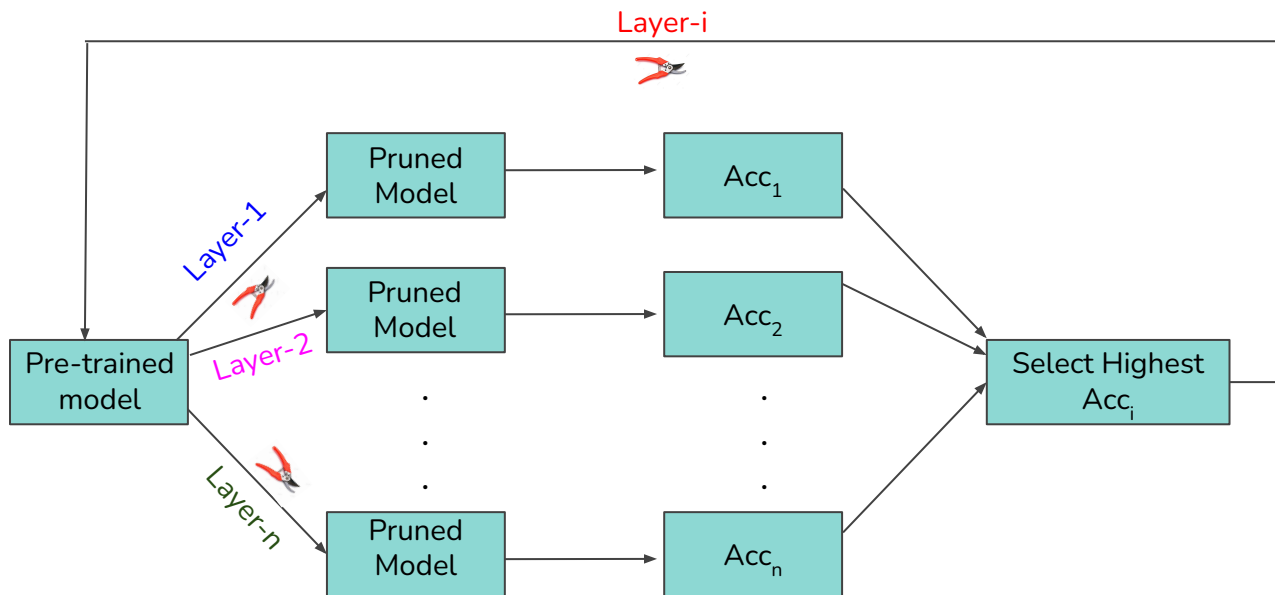 Layer-i
Pruned
Model
Acc₁
Layer-1
Pruned
Model
Acc₂
Layer-2
Pre-trained
model
Select Highest
Accᵢ
.
.
.
.
.
.
Layer-n
Pruned
Model
Accₙ